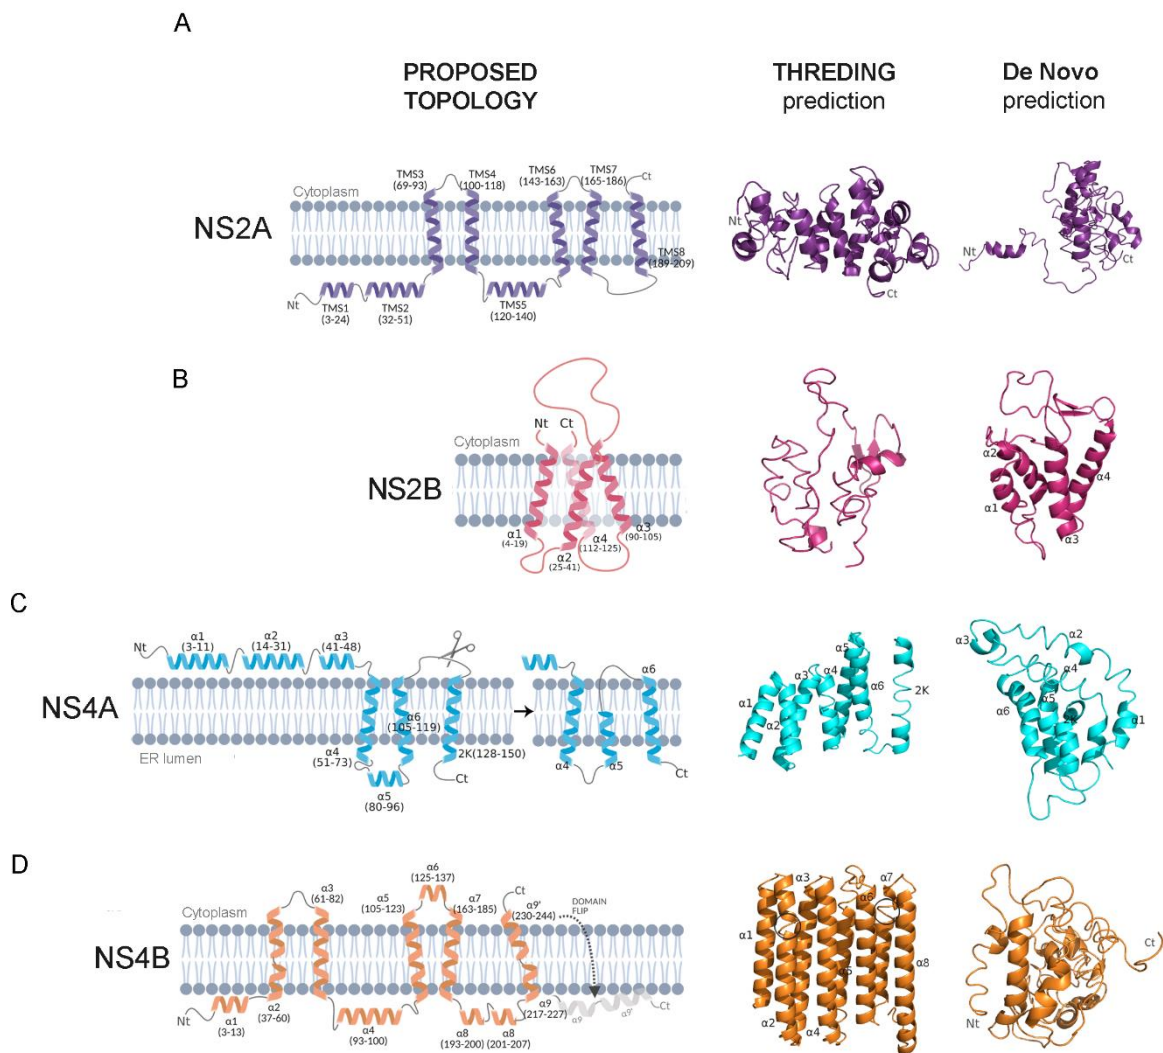 A
PROPOSED
TOPOLOGY
THREDING
prediction
De Novo
prediction
NS2A
Cytoplasm
TMS3
(69-93)
TMS4
(100-118)
TMS6
(143-163)
TMS7
(165-186)
Ct
TMS8
(189-209)
Nt
TMS1
(3-24)
TMS2
(32-51)
TMS5
(120-140)
Nt
Ct
Nt
Ct
B
NS2B
Cytoplasm
Nt
Ct
α1
(4-19)
α2
(25-41)
α4
(112-125)
α3
(90-105)
α2
α1
α4
α3
C
NS4A
Nt
α1
(3-11)
α2
(14-31)
α3
(41-48)
ER lumen
α4
(51-73)
α6
(105-119)
α5
(80-96)
2K(128-150)
Ct
α6
α4
α5
Ct
α1
α2
α3
α4
α5
α6
2K
α3
α2
α4
α5
α6
2K
α1
D
NS4B
Cytoplasm
Nt
α1
(3-13)
α2
(37-60)
α3
(61-82)
α4
(93-100)
α5
(105-123)
α6
(125-137)
α7
(163-185)
α8
(193-200)
α8
(201-207)
Ct
α9'
(230-244)
α9
(217-227)
DOMAIN
FLIP
α9
α9'
Ct
α3
α7
α6
α1
α5
α8
α2
α4
Nt
Ct